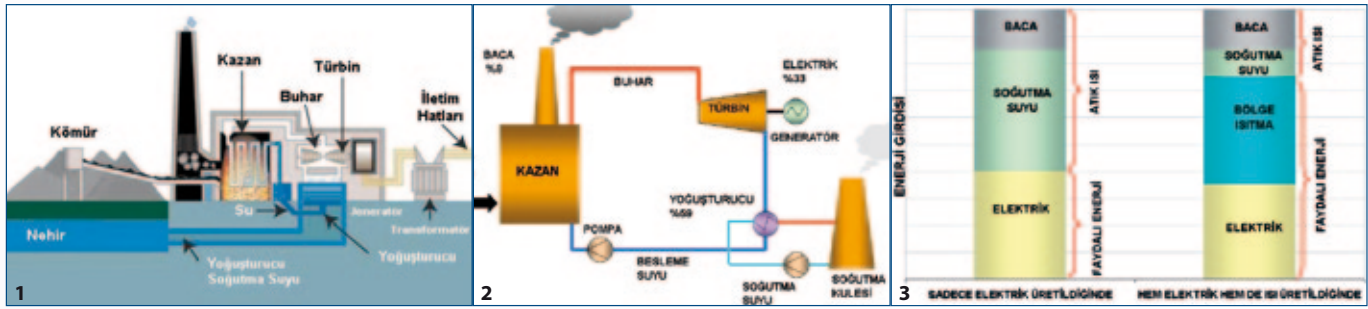 Kazan
Türbin
Buhar
İletim
Hatları
Kömür
Su
Jeneratör
Transformatör
Nehir
Yoğuşturucu
Yoğuşturucu
Soğutma Suyu
1
BACA
%8
BUHAR
ELEKTRİK
%33
TÜRBİN
GENERATÖR
KAZAN
YOĞUŞTURUCU
%59
POMPA
BESLEME
SUYU
SOĞUTMA
SUYU
SOĞUTMA
KULESİ
2
ENERJİ GİRDİSİ
BACA
SOĞUTMA
SUYU
ELEKTRİK
ATIK ISI
FAYDALI ENERJİ
BACA
SOĞUTMA
SUYU
BÖLGE
ISITMA
ELEKTRİK
ATIK ISI
FAYDALI ENERJİ
SADECE ELEKTRİK ÜRETİLDİĞİNDE
HEM ELEKTRİK HEM DE ISI ÜRETİLDİĞİNDE
3